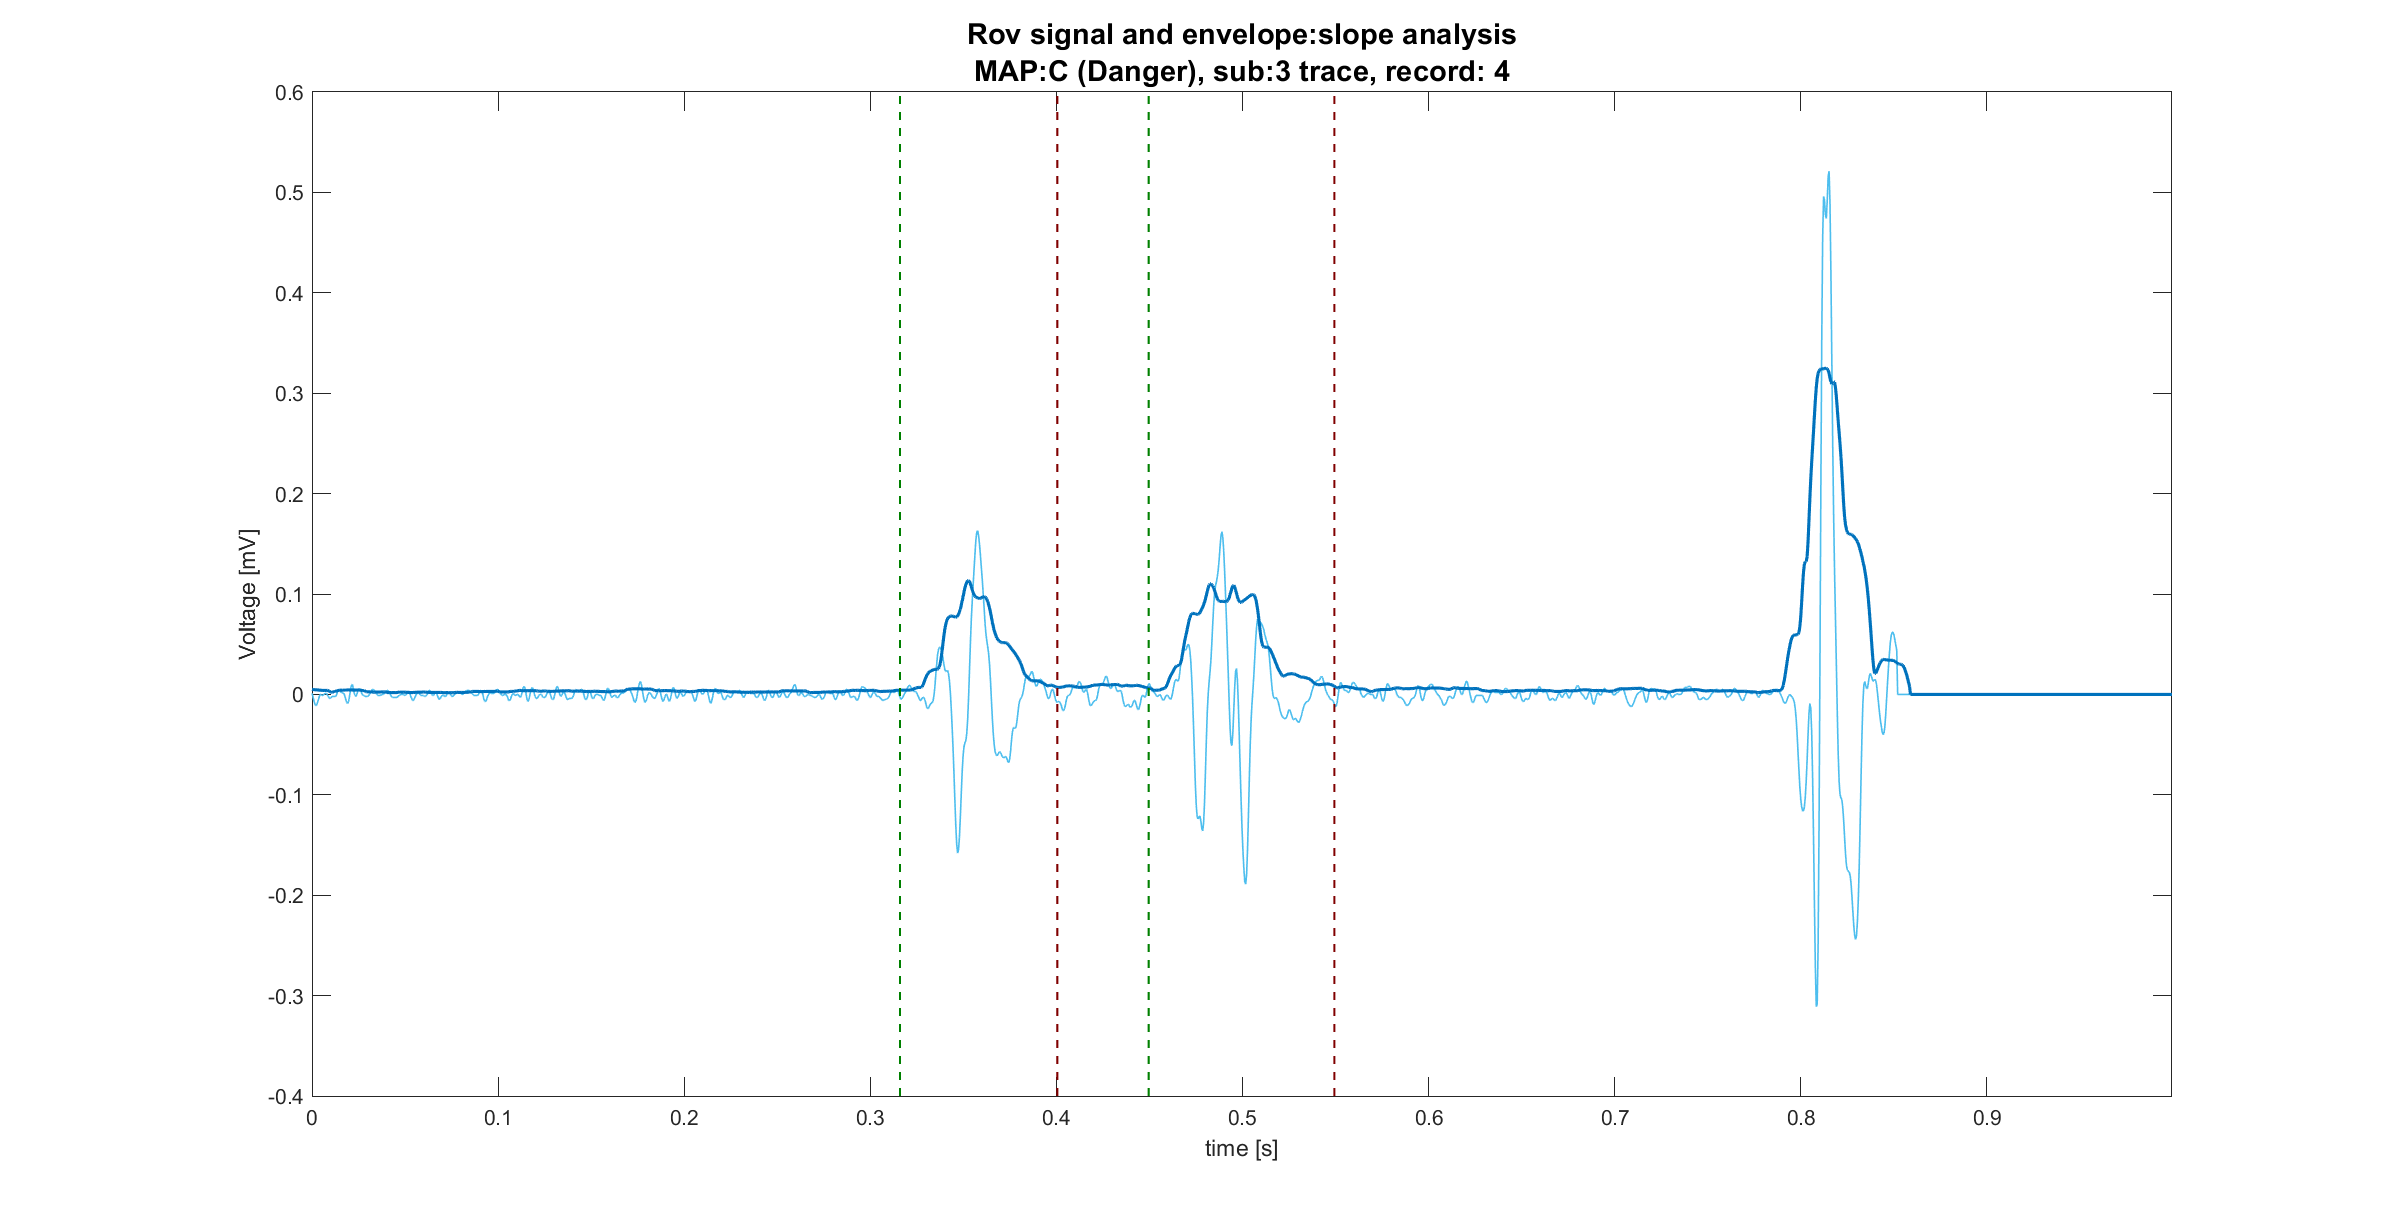 Rov signal and envelope:slope analysis
MAP:C (Danger), sub:3 trace, record: 4
0.6
0.5
0.4
0.3
0.2
0.1
0
-0.1
-0.2
-0.3
-0.4
Voltage [mV]
0 0.1 0.2 0.3 0.4 0.5 0.6 0.7 0.8 0.9
time [s]